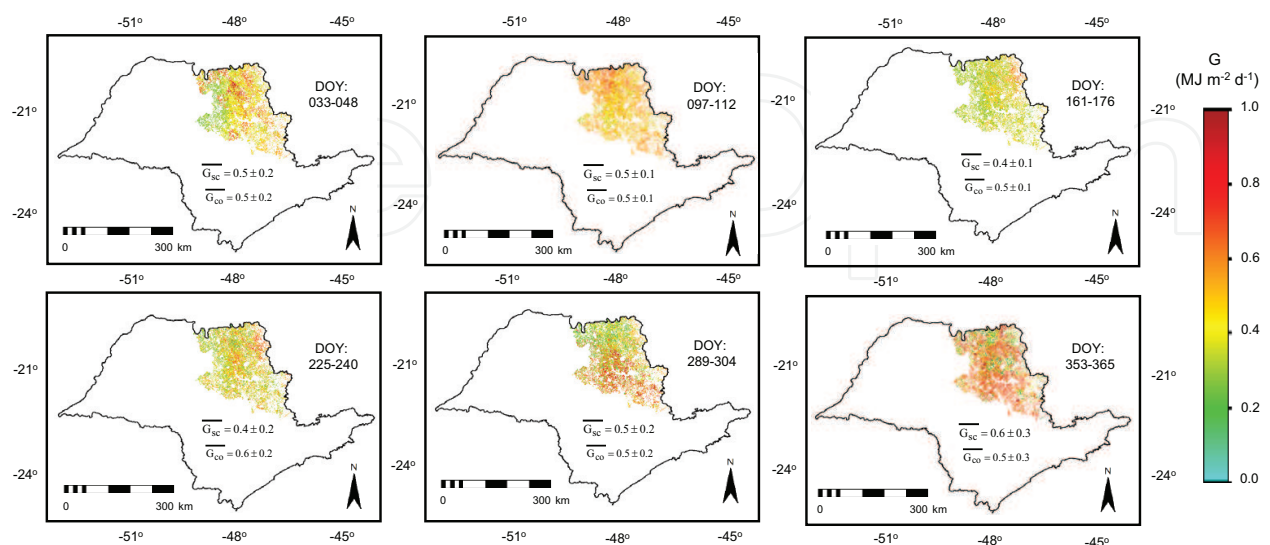 -51° -48° -45° -51° -48° -45° -51° -48° -45°
G
(MJ m⁻² d⁻¹)
DOY:
033-048
DOY:
097-112
DOY:
161-176
-21°
-21°
-21°
1.0
0.8
0.6
0.4
0.2
0.0
Gsc = 0.5 ± 0.2
Gco = 0.5 ± 0.2
Gsc = 0.5 ± 0.1
Gco = 0.5 ± 0.1
Gsc = 0.4 ± 0.1
Gco = 0.5 ± 0.1
-24°
-24°
-24°
N
N
N
0 300 km
0 300 km
0 300 km
-51° -48° -45° -51° -48° -45° -51° -48° -45°
DOY:
225-240
DOY:
289-304
DOY:
353-365
-21°
-21°
-21°
Gsc = 0.4 ± 0.2
Gco = 0.6 ± 0.2
Gsc = 0.5 ± 0.2
Gco = 0.5 ± 0.2
Gsc = 0.6 ± 0.3
Gco = 0.5 ± 0.3
-24°
-24°
-24°
N
N
N
0 300 km
0 300 km
0 300 km
-51° -48° -45° -51° -48° -45° -51° -48° -45°